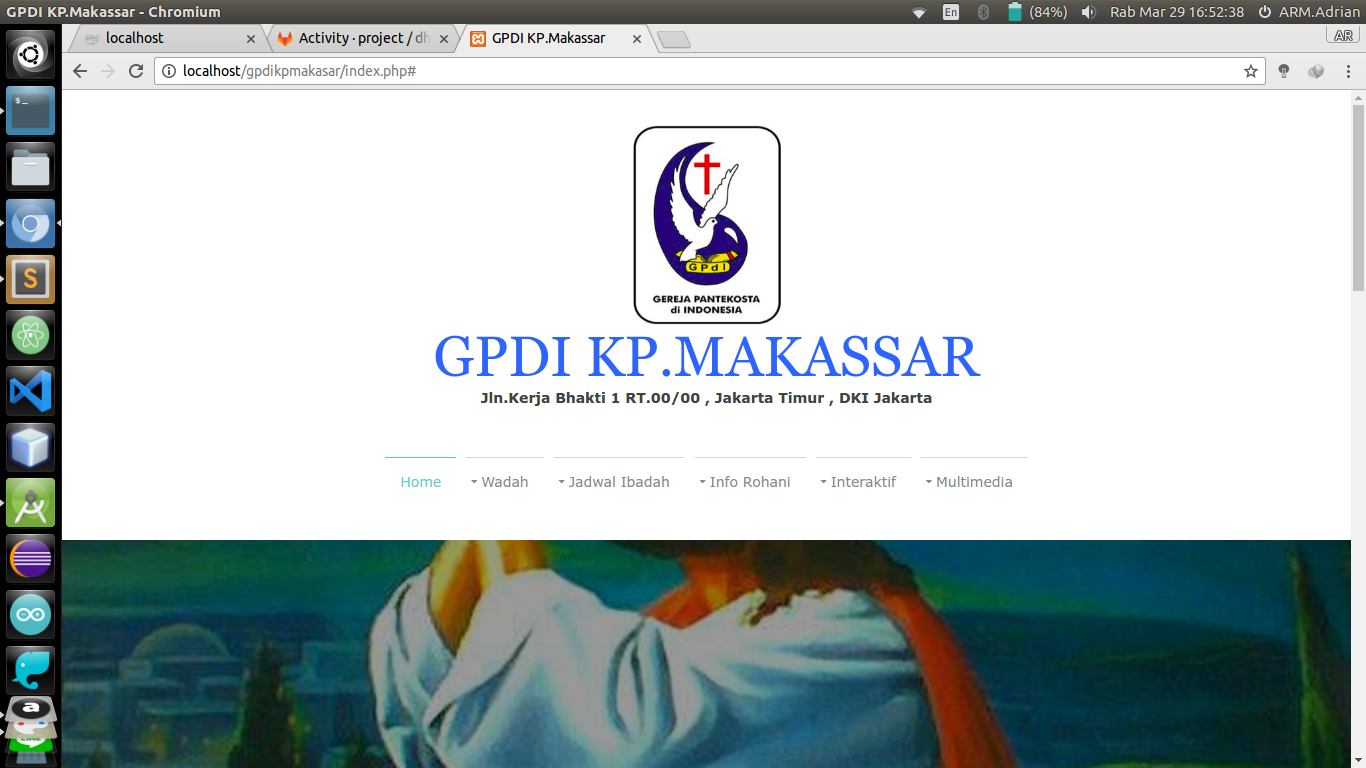 GPDI KP.Makassar - Chromium
En
(84%)
Rab Mar 29 16:52:38
ARM.Adrian
localhost
Activity · project / dh
GPDI KP.Makassar
AR
localhost/gpdikpmakasar/index.php#
GPdI
GEREJA PANTEKOSTA
di INDONESIA
GPDI KP.MAKASSAR
Jln.Kerja Bhakti 1 RT.00/00 , Jakarta Timur , DKI Jakarta
Home
Wadah
Jadwal Ibadah
Info Rohani
Interaktif
Multimedia
S
a